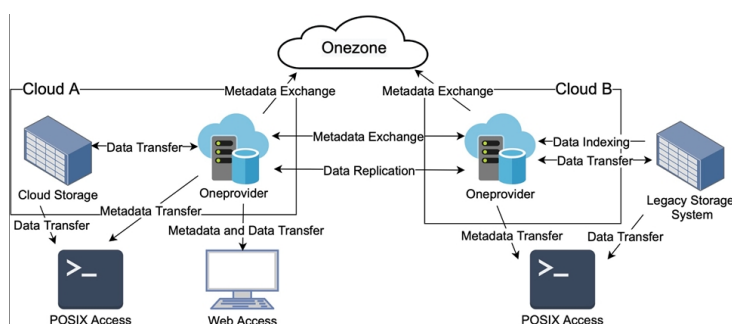 Onezone
Cloud A
Metadata Exchange
Metadata Exchange
Cloud B
Data Transfer
Metadata Exchange
Data Indexing
Data Replication
Data Transfer
Cloud Storage
Oneprovider
Oneprovider
Legacy Storage
System
Metadata Transfer
Data Transfer
Metadata and Data Transfer
Metadata Transfer
Data Transfer
>_
>_
POSIX Access
Web Access
POSIX Access